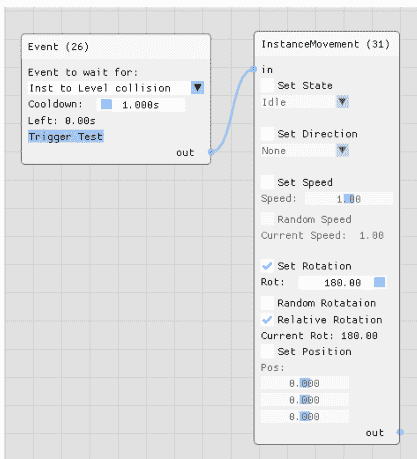 Event (26)
Event to wait for:
Inst to Level collision
Cooldown: 1.000s
Left: 0.00s
Trigger Test
out
InstanceMovement (31)
in
Set State
Idle
Set Direction
None
Set Speed
Speed: 1.00
Random Speed
Current Speed: 1.00
Set Rotation
Rot: 180.00
Random Rotataion
Relative Rotation
Current Rot: 180.00
Set Position
Pos:
0.000
0.000
0.000
out